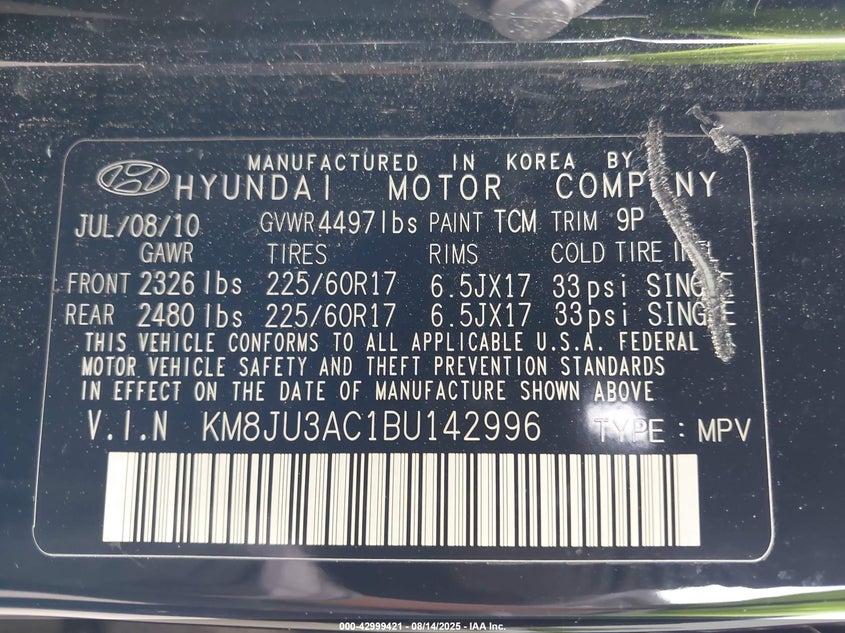 MANUFACTURED IN KOREA BY
HYUNDAI MOTOR COMPANY
JUL/08/10 GVWR 4497lbs PAINT TCM TRIM 9P
GAWR TIRES RIMS COLD TIRE
FRONT 2326 lbs 225/60R17 6.5JX17 33psi SINGLE
REAR 2480 lbs 225/60R17 6.5JX17 33psi SINGLE
THIS VEHICLE CONFORMS TO ALL APPLICABLE U.S.A. FEDERAL
MOTOR VEHICLE SAFETY AND THEFT PREVENTION STANDARDS
IN EFFECT ON THE DATE OF MANUFACTURE SHOWN ABOVE
V.I.N KM8JU3AC1BU142996 TYPE : MPV
000-42999421 - 08/14/2025 - IAA Inc.